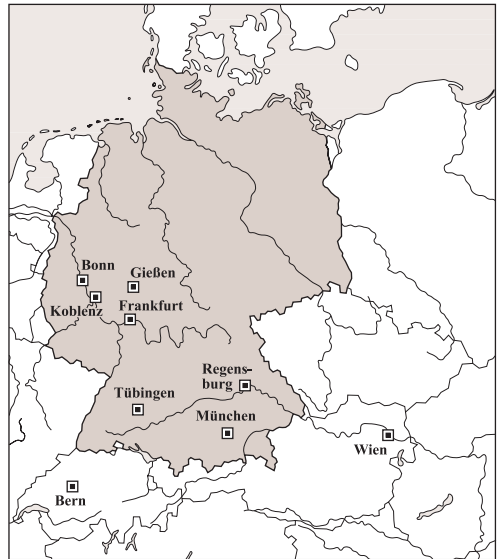 Bonn
Gießen
Koblenz
Frankfurt
Regens-
burg
Tübingen
München
Wien
Bern